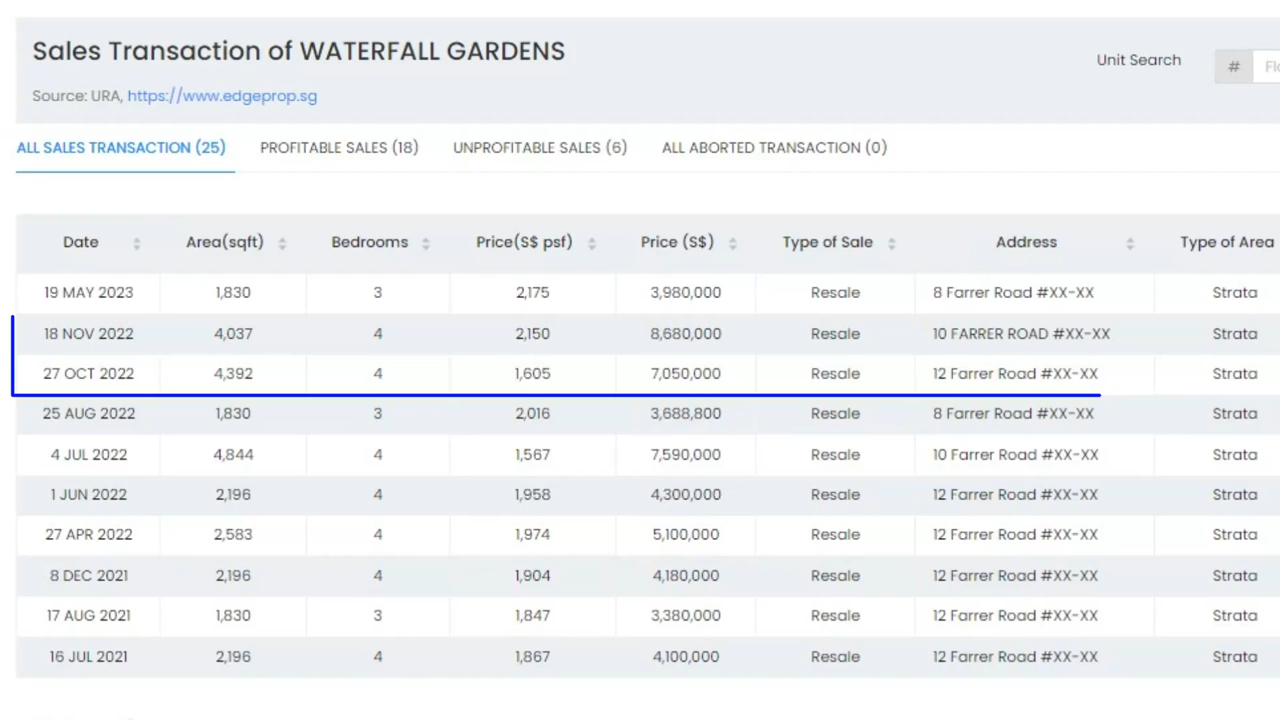 Sales Transaction of WATERFALL GARDENS
Unit Search
#
Source: URA, https://www.edgeprop.sg
ALL SALES TRANSACTION (25) PROFITABLE SALES (18) UNPROFITABLE SALES (6) ALL ABORTED TRANSACTION (0)
Date Area(sqft) Bedrooms Price(S$ psf) Price (S$) Type of Sale Address Type of Area
19 MAY 2023 1,830 3 2,175 3,980,000 Resale 8 Farrer Road #XX-XX Strata
18 NOV 2022 4,037 4 2,150 8,680,000 Resale 10 FARRER ROAD #XX-XX Strata
27 OCT 2022 4,392 4 1,605 7,050,000 Resale 12 Farrer Road #XX-XX Strata
25 AUG 2022 1,830 3 2,016 3,688,800 Resale 8 Farrer Road #XX-XX Strata
4 JUL 2022 4,844 4 1,567 7,590,000 Resale 10 Farrer Road #XX-XX Strata
1 JUN 2022 2,196 4 1,958 4,300,000 Resale 12 Farrer Road #XX-XX Strata
27 APR 2022 2,583 4 1,974 5,100,000 Resale 12 Farrer Road #XX-XX Strata
8 DEC 2021 2,196 4 1,904 4,180,000 Resale 12 Farrer Road #XX-XX Strata
17 AUG 2021 1,830 3 1,847 3,380,000 Resale 12 Farrer Road #XX-XX Strata
16 JUL 2021 2,196 4 1,867 4,100,000 Resale 12 Farrer Road #XX-XX Strata